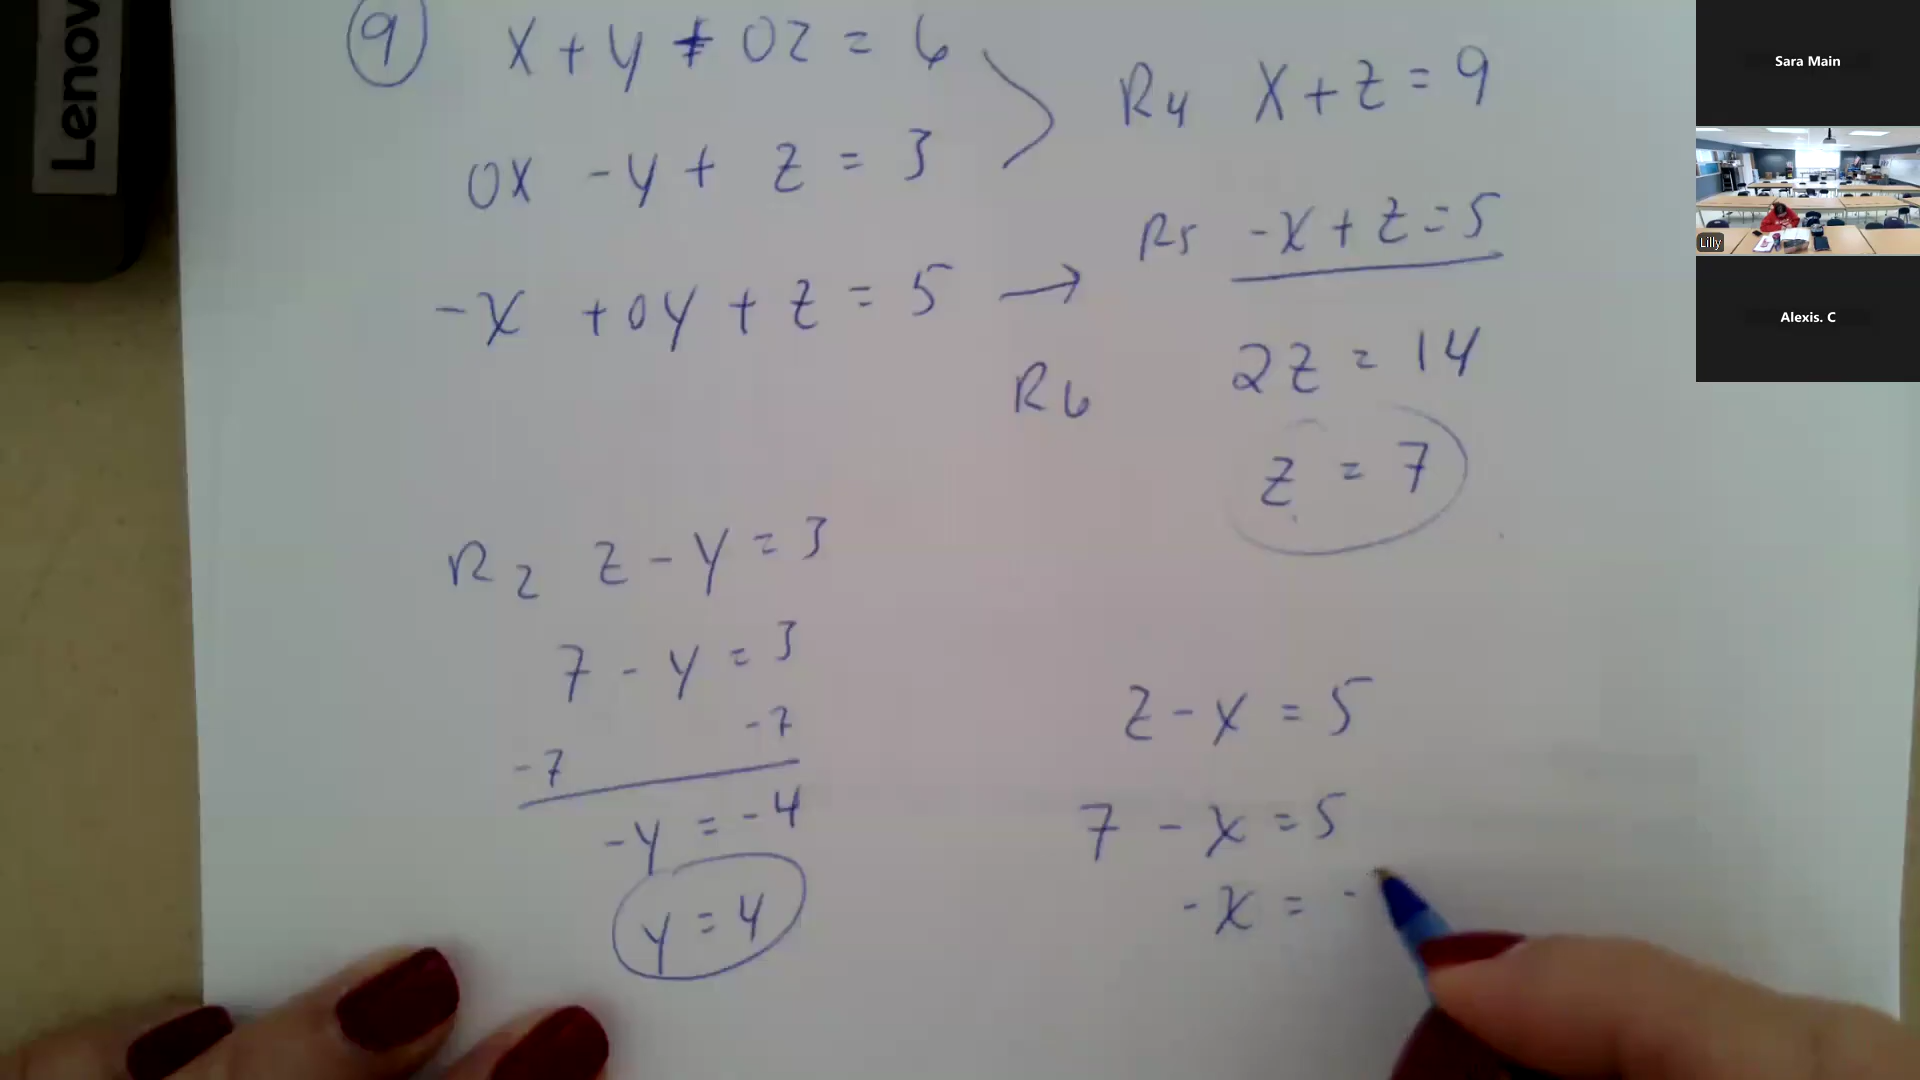 Lenov
9 x + y + 0z = 6
0x - y + z = 3
-x + 0y + z = 5
R4 x + z = 9
R5 -x + z = 5
R6 2z = 14
z = 7
R2 z - y = 3
7 - y = 3
-7 -7
-y = -4
y = 4
z - x = 5
7 - x = 5
-x = -
Sara Main
Lilly
Alexis. C